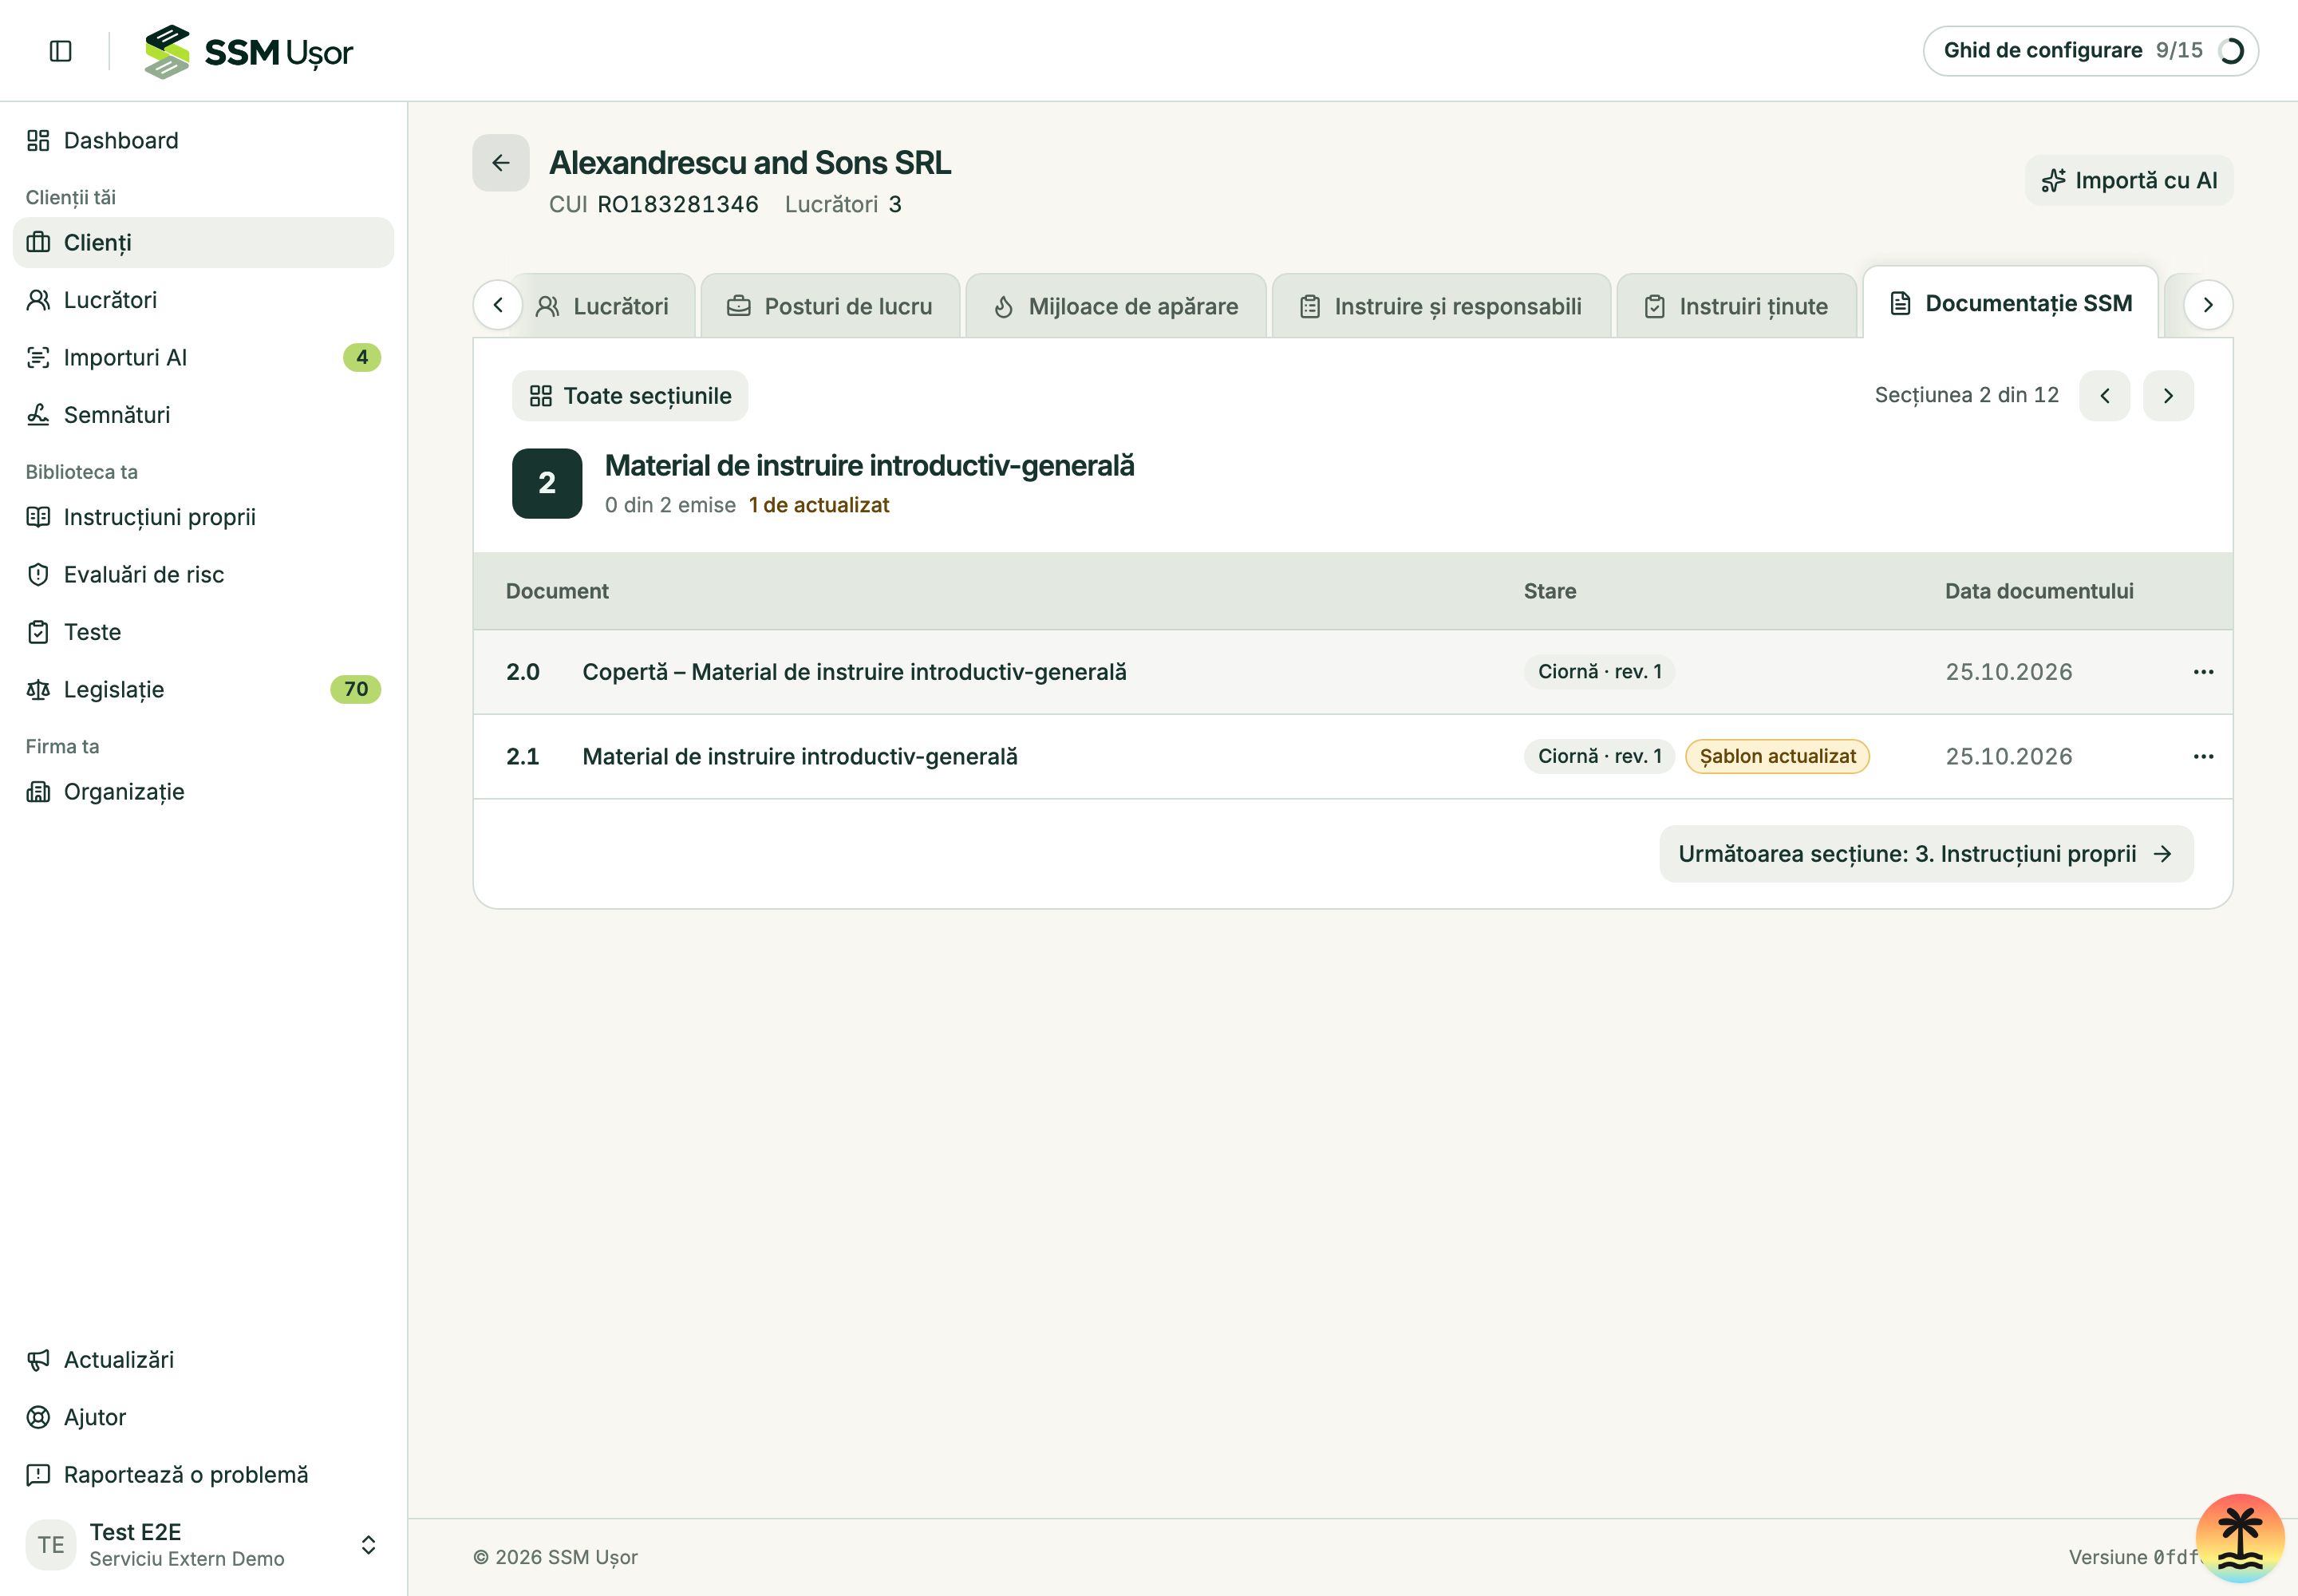 SSM Ușor
Ghid de configurare 9/15
Dashboard
Clienții tăi
Clienți
Lucrători
Importuri AI 4
Semnături
Biblioteca ta
Instrucțiuni proprii
Evaluări de risc
Teste
Legislație 70
Firma ta
Organizație
Actualizări
Ajutor
Raportează o problemă
TE
Test E2E
Serviciu Extern Demo
Alexandrescu and Sons SRL
CUI RO183281346 Lucrători 3
Importă cu AI
Lucrători Posturi de lucru Mijloace de apărare Instruire și responsabili Instruiri ținute Documentație SSM
Toate secțiunile
Secțiunea 2 din 12
2
Material de instruire introductiv-generală
0 din 2 emise 1 de actualizat
Document Stare Data documentului
2.0 Copertă – Material de instruire introductiv-generală Ciornă · rev. 1 25.10.2026
2.1 Material de instruire introductiv-generală Ciornă · rev. 1 Șablon actualizat 25.10.2026
Următoarea secțiune: 3. Instrucțiuni proprii
© 2026 SSM Ușor
Versiune